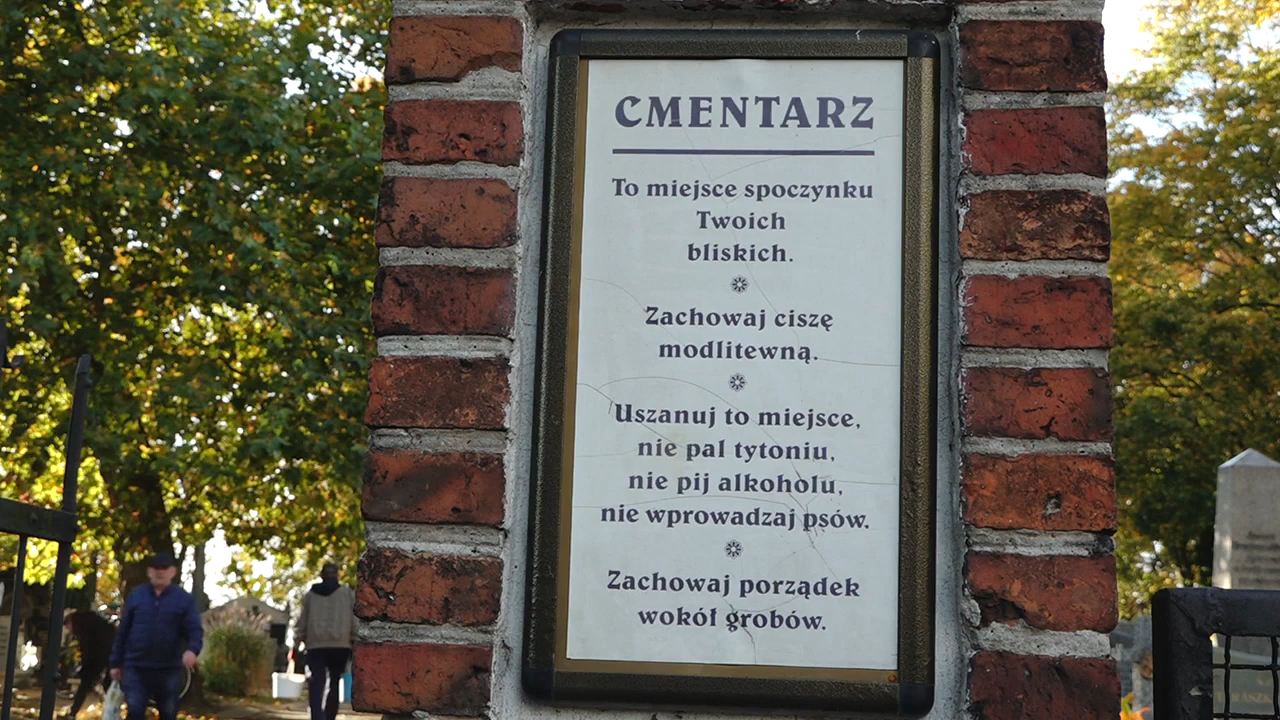 CMENTARZ
To miejsce spoczynku
Twoich
bliskich.
Zachowaj ciszę
modlitewną.
Uszanuj to miejsce,
nie pal tytoniu,
nie pij alkoholu,
nie wprowadzaj psów.
Zachowaj porządek
wokół grobów.